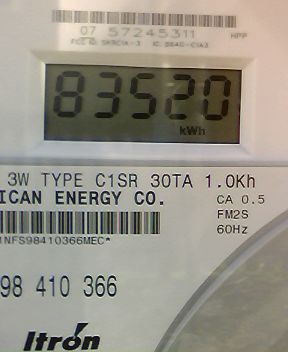 07 57245311
83520
kWh
3W TYPE C1SR 30TA 1.0Kh
ICAN ENERGY CO.
CA 0.5
FM2S
60Hz
NFS98410366MEC*
98 410 366
Itron